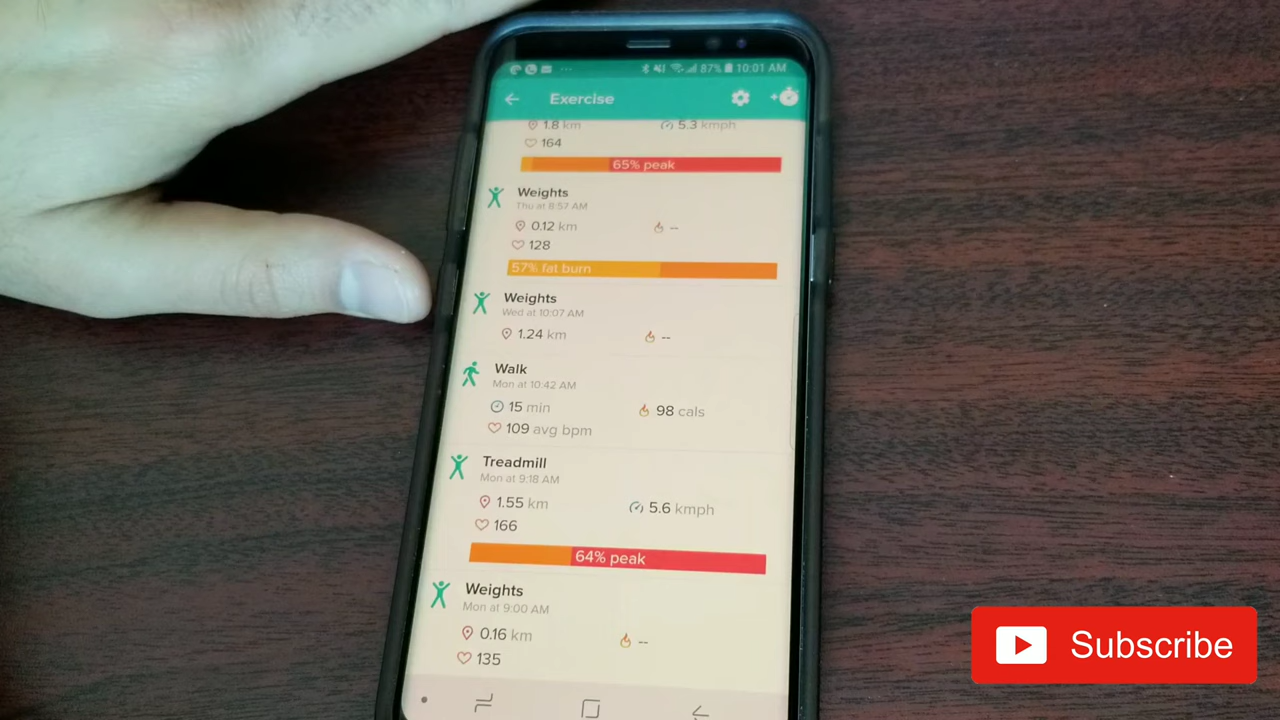 87% 10:01 AM
Exercise
1.8 km 5.3 kmph
164
65% peak
Weights
Thu at 8:57 AM
0.12 km --
128
57% fat burn
Weights
Wed at 10:07 AM
1.24 km --
Walk
Mon at 10:42 AM
15 min 98 cals
109 avg bpm
Treadmill
Mon at 9:18 AM
1.55 km 5.6 kmph
166
64% peak
Weights
Mon at 9:00 AM
0.16 km --
135
Subscribe